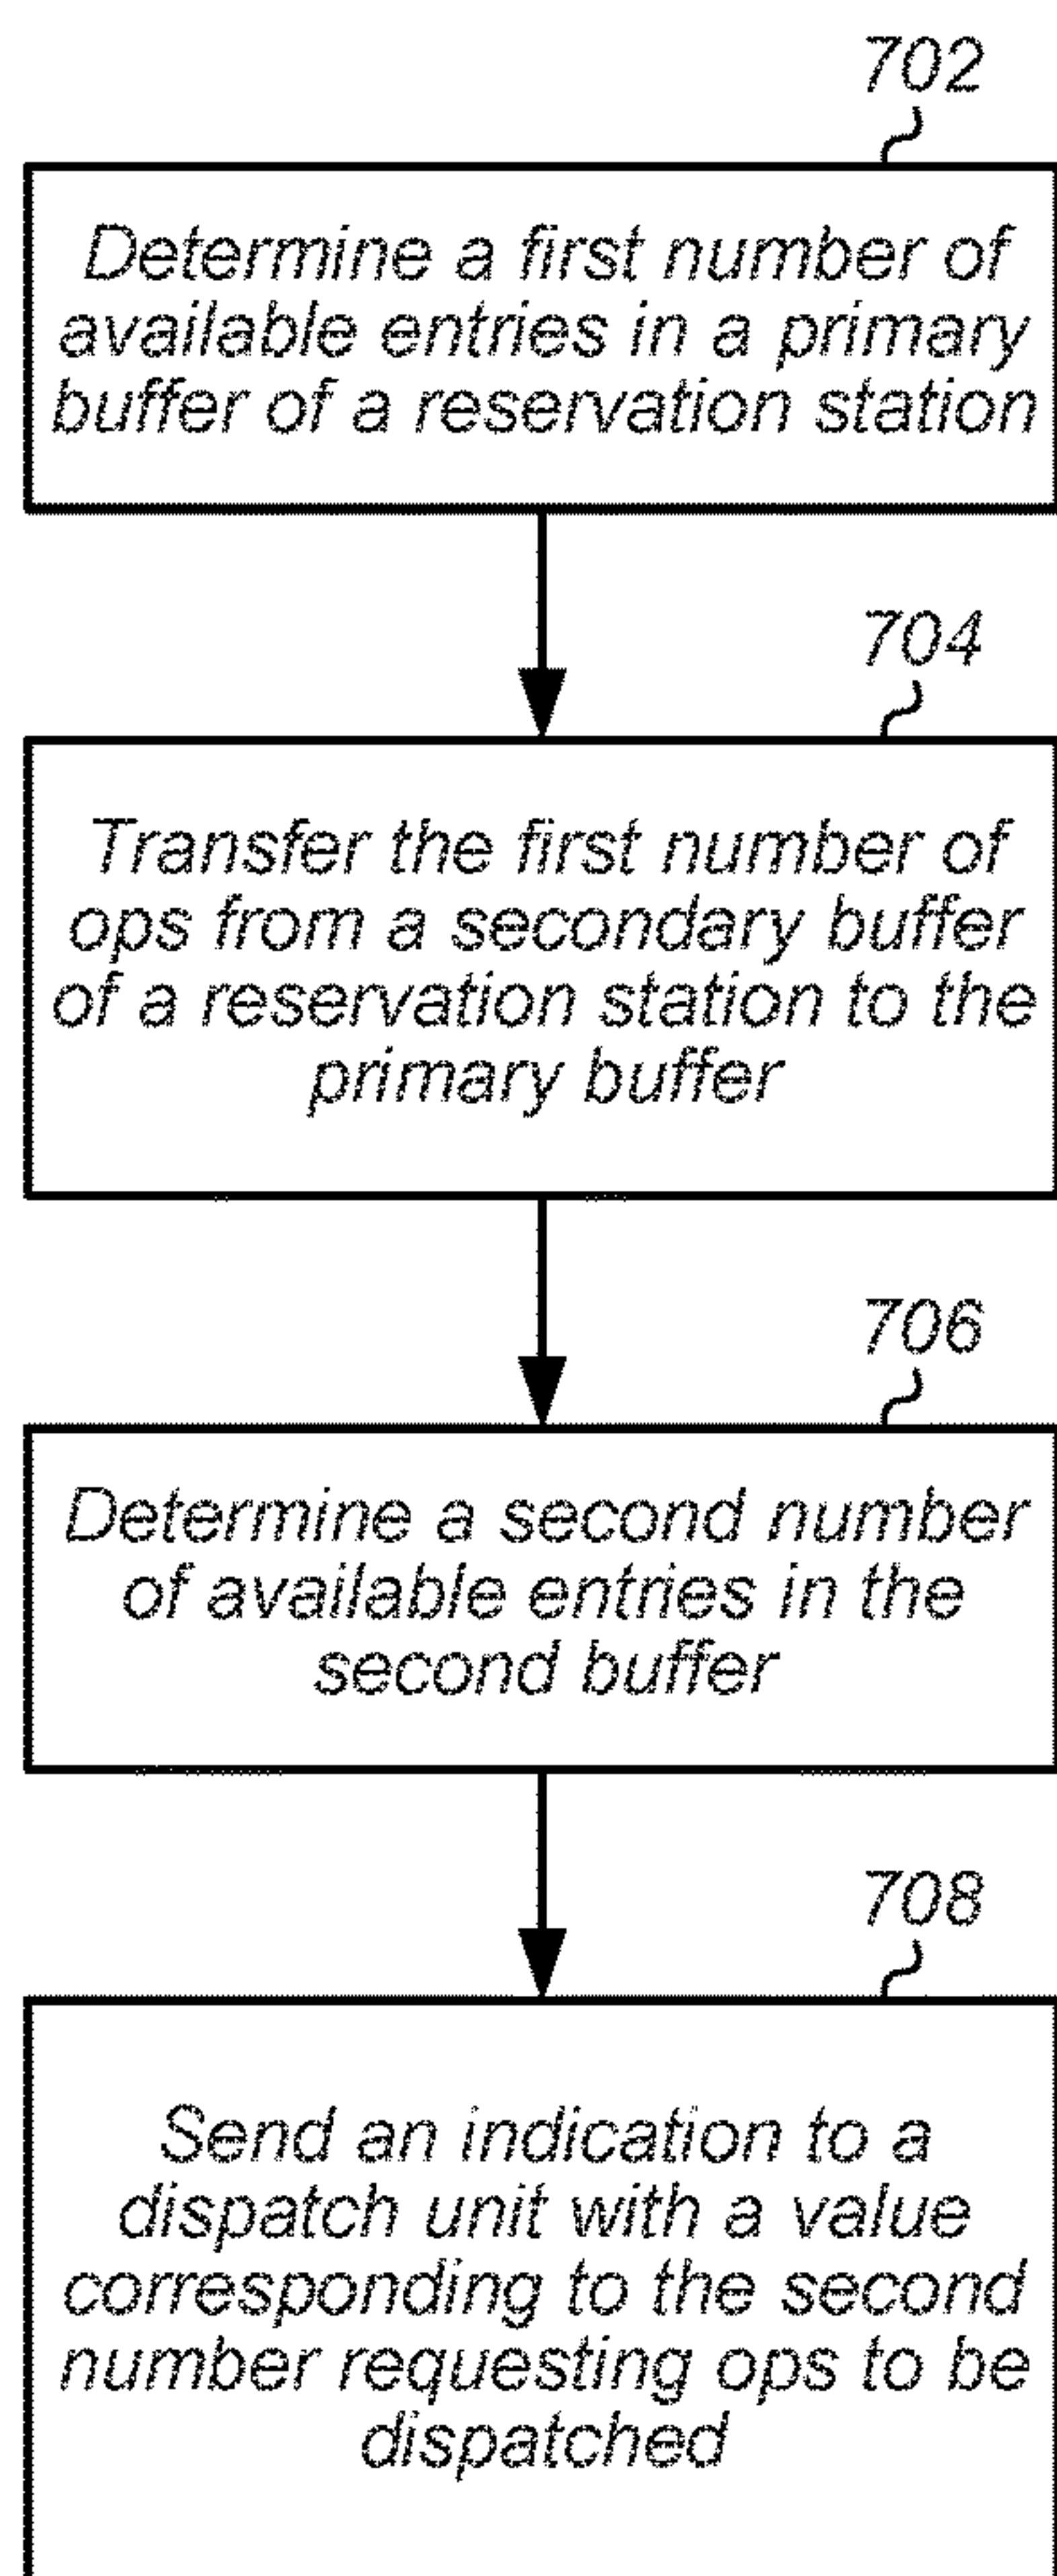 702
Determine a first number of
available entries in a primary
buffer of a reservation station
704
Transfer the first number of
ops from a secondary buffer
of a reservation station to the
primary buffer
706
Determine a second number
of available entries in the
second buffer
708
Send an indication to a
dispatch unit with a value
corresponding to the second
number requesting ops to be
dispatched